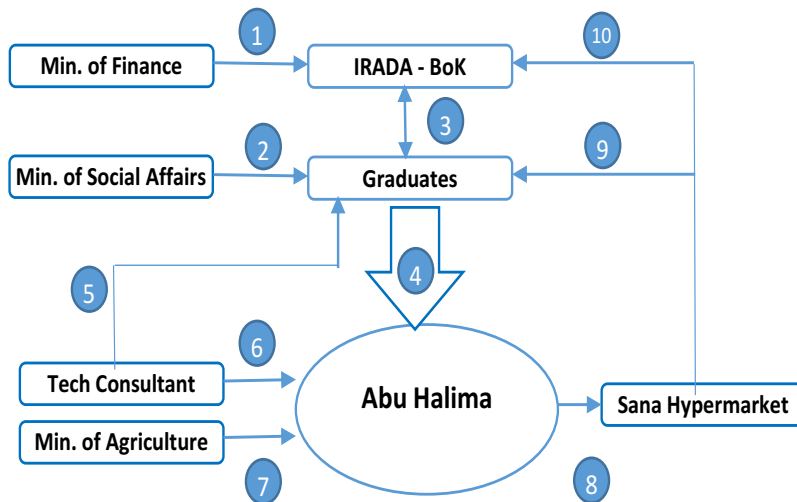 1
10
Min. of Finance
IRADA - BoK
3
2
9
Min. of Social Affairs
Graduates
4
5
6
Tech Consultant
Abu Halima
Sana Hypermarket
Min. of Agriculture
7
8